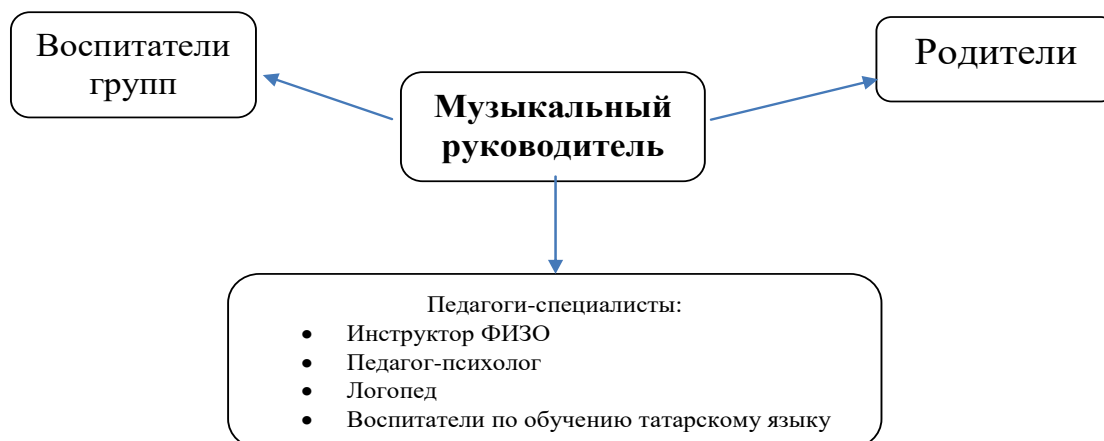 Воспитатели
групп
Родители
Музыкальный
руководитель
Педагоги-специалисты:
• Инструктор ФИЗО
• Педагог-психолог
• Логопед
• Воспитатели по обучению татарскому языку